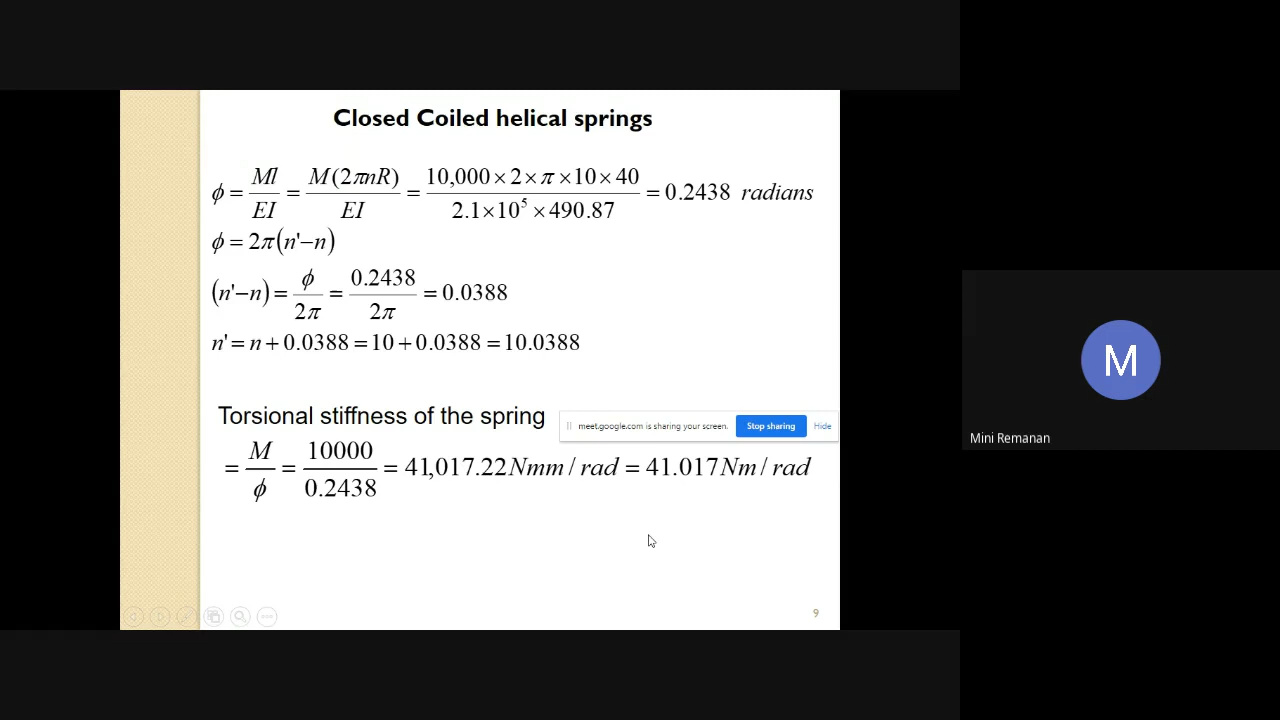 Closed Coiled helical springs
ϕ = Ml/EI = M(2πnR)/EI = 10,000×2×π×10×40/2.1×10⁵×490.87 = 0.2438 radians
ϕ = 2π(n'−n)
(n'−n) = ϕ/2π = 0.2438/2π = 0.0388
n' = n + 0.0388 = 10 + 0.0388 = 10.0388
Torsional stiffness of the spring
meet.google.com is sharing your screen. Stop sharing Hide
= M/ϕ = 10000/0.2438 = 41,017.22 Nmm / rad = 41.017 Nm / rad
9
M
Mini Remanan